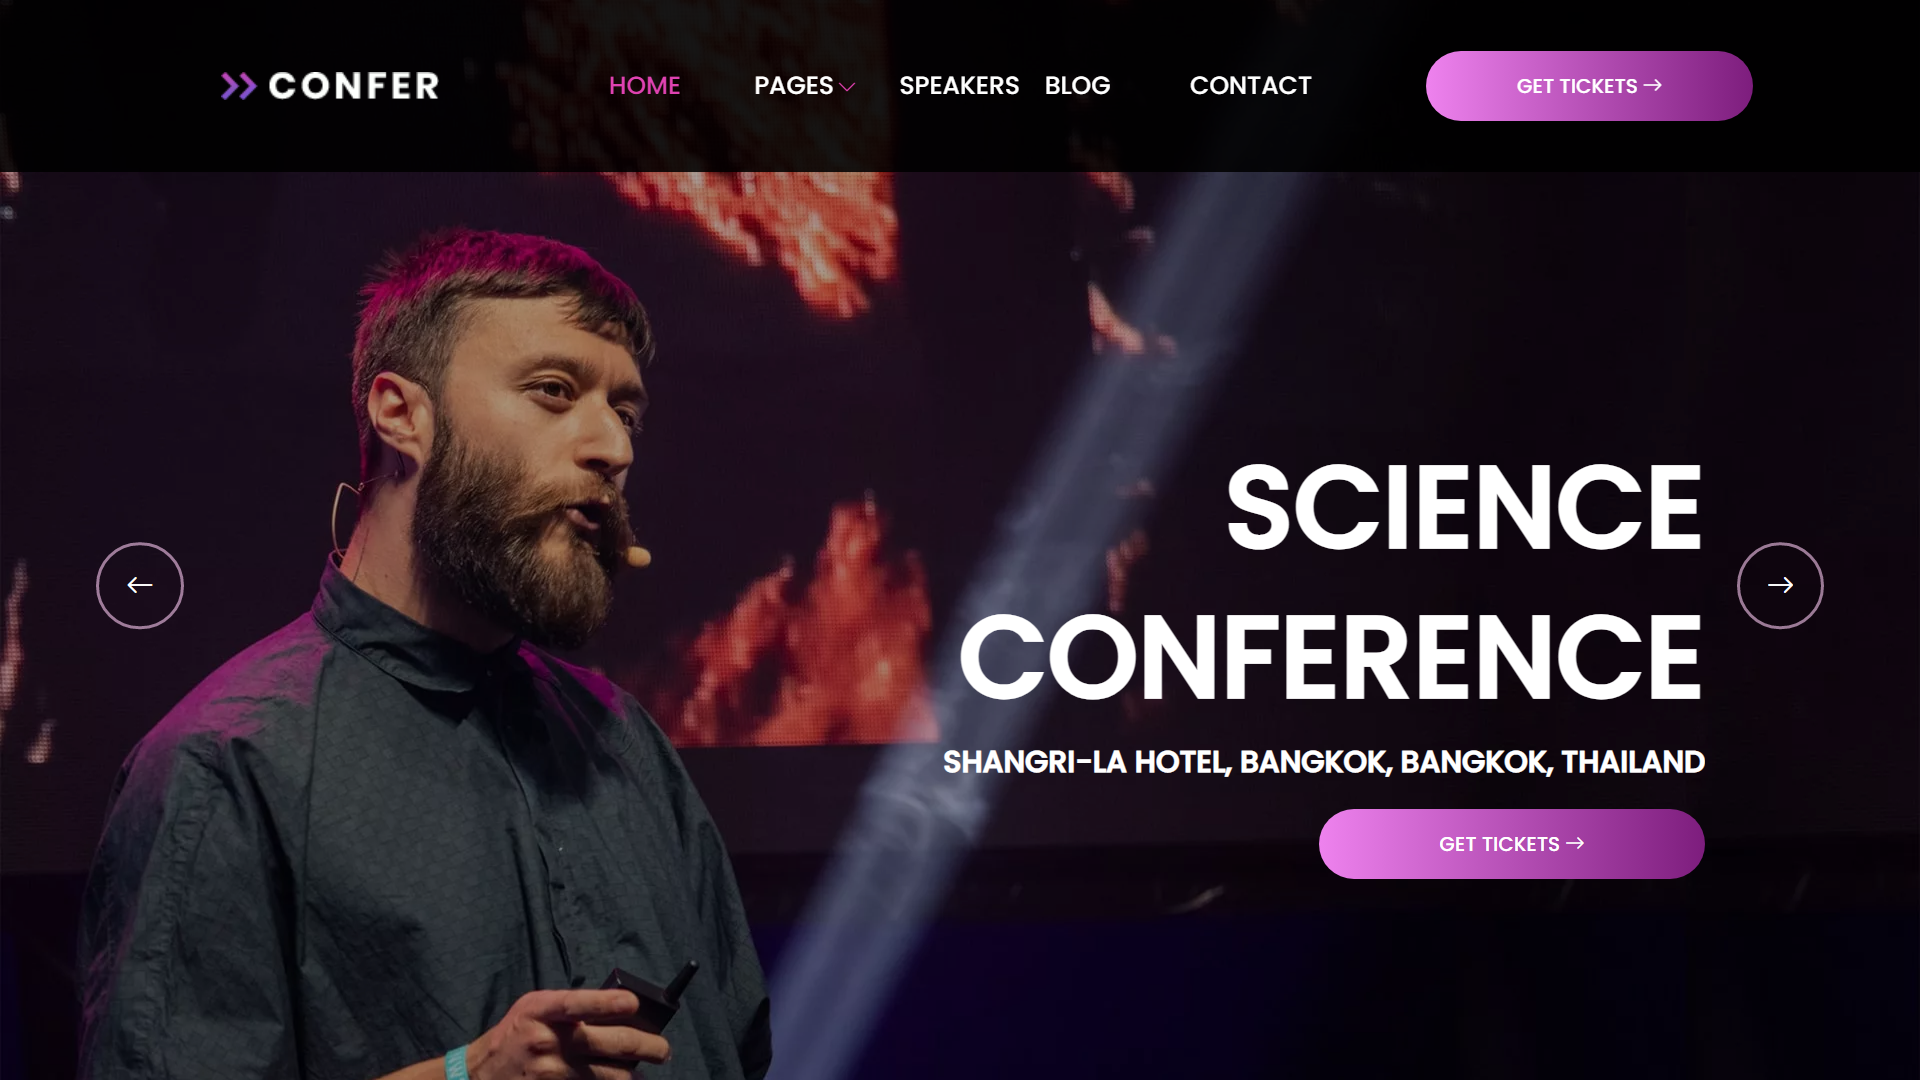 CONFER
HOME PAGES SPEAKERS BLOG CONTACT
GET TICKETS →
SCIENCE
CONFERENCE
SHANGRI-LA HOTEL, BANGKOK, BANGKOK, THAILAND
GET TICKETS →